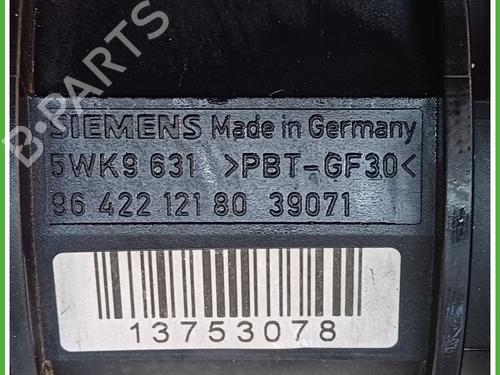 B-PARTS
SIEMENS Made in Germany
5WK9 631 >PBT-GF30<
96 422 121 80 39071
13753078